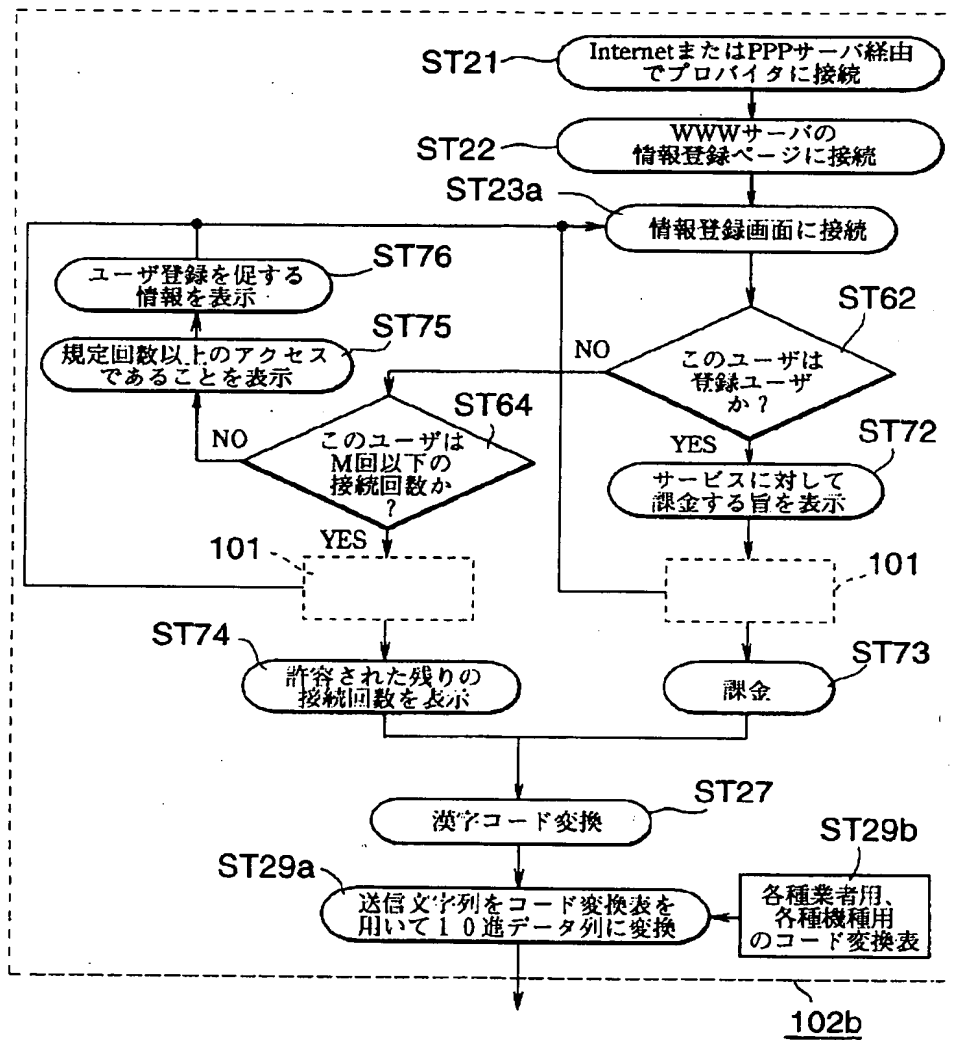 ST21
InternetまたはPPPサーバ経由
でプロバイタに接続
ST22
WWWサーバの
情報登録ページに接続
ST23a
情報登録画面に接続
ST76
ユーザ登録を促する
情報を表示
ST75
規定回数以上のアクセス
であることを表示
ST62
このユーザは
登録ユーザ
か?
NO
YES
ST64
このユーザは
M回以下の
接続回数か
?
NO
YES
ST72
サービスに対して
課金する旨を表示
101
101
ST74
許容された残りの
接続回数を表示
ST73
課金
ST27
漢字コード変換
ST29a
送信文字列をコード変換表を
用いて10進データ列に変換
ST29b
各種業者用、
各種機種用
のコード変換表
102b